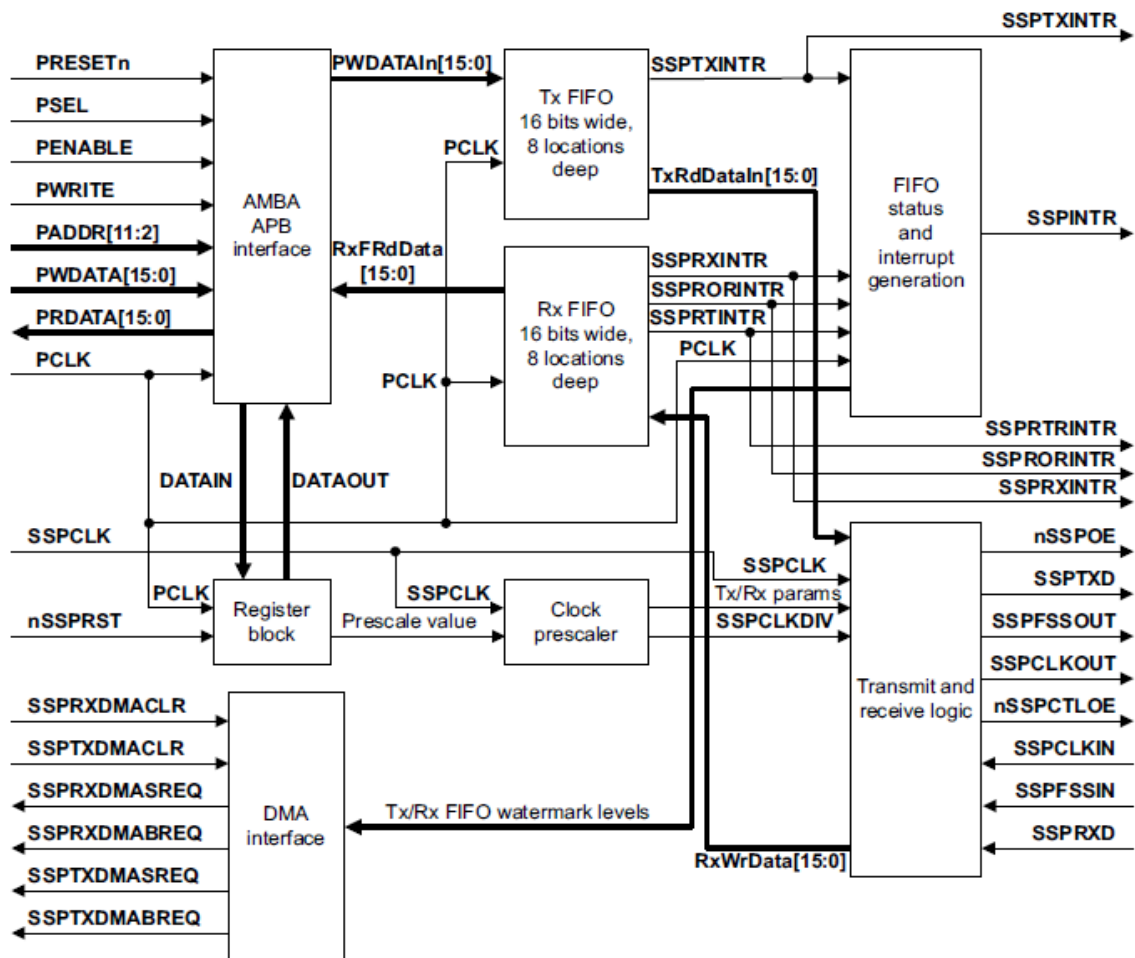 SSPTXINTR
PRESETn
PWDATAIn[15:0]
SSPTXINTR
PSEL
Tx FIFO
16 bits wide,
8 locations
deep
PENABLE
PCLK
PWRITE
TxRdDataIn[15:0]
AMBA
APB
interface
FIFO
status
and
interrupt
generation
SSPINTR
PADDR[11:2]
RxFRdData
[15:0]
SSPRXINTR
PWDATA[15:0]
SSPRORINTR
PRDATA[15:0]
Rx FIFO
16 bits wide,
8 locations
deep
SSPRTINTR
PCLK
PCLK
PCLK
SSPRTRINTR
SSPRORINTR
SSPRXINTR
DATAIN
DATAOUT
SSPCLK
nSSPOE
SSPCLK
PCLK
SSPCLK
Tx/Rx params
SSPTXD
nSSPRST
Register
block
Prescale value
Clock
prescaler
SSPCLKDIV
SSPFSSOUT
SSPCLKOUT
Transmit and
receive logic
SSPRXDMACLR
nSSPCTLOE
SSPTXDMACLR
SSPCLKIN
SSPRXDMASREQ
DMA
interface
Tx/Rx FIFO watermark levels
SSPFSSIN
SSPRXDMABREQ
SSPRXD
RxWrData[15:0]
SSPTXDMASREQ
SSPTXDMABREQ